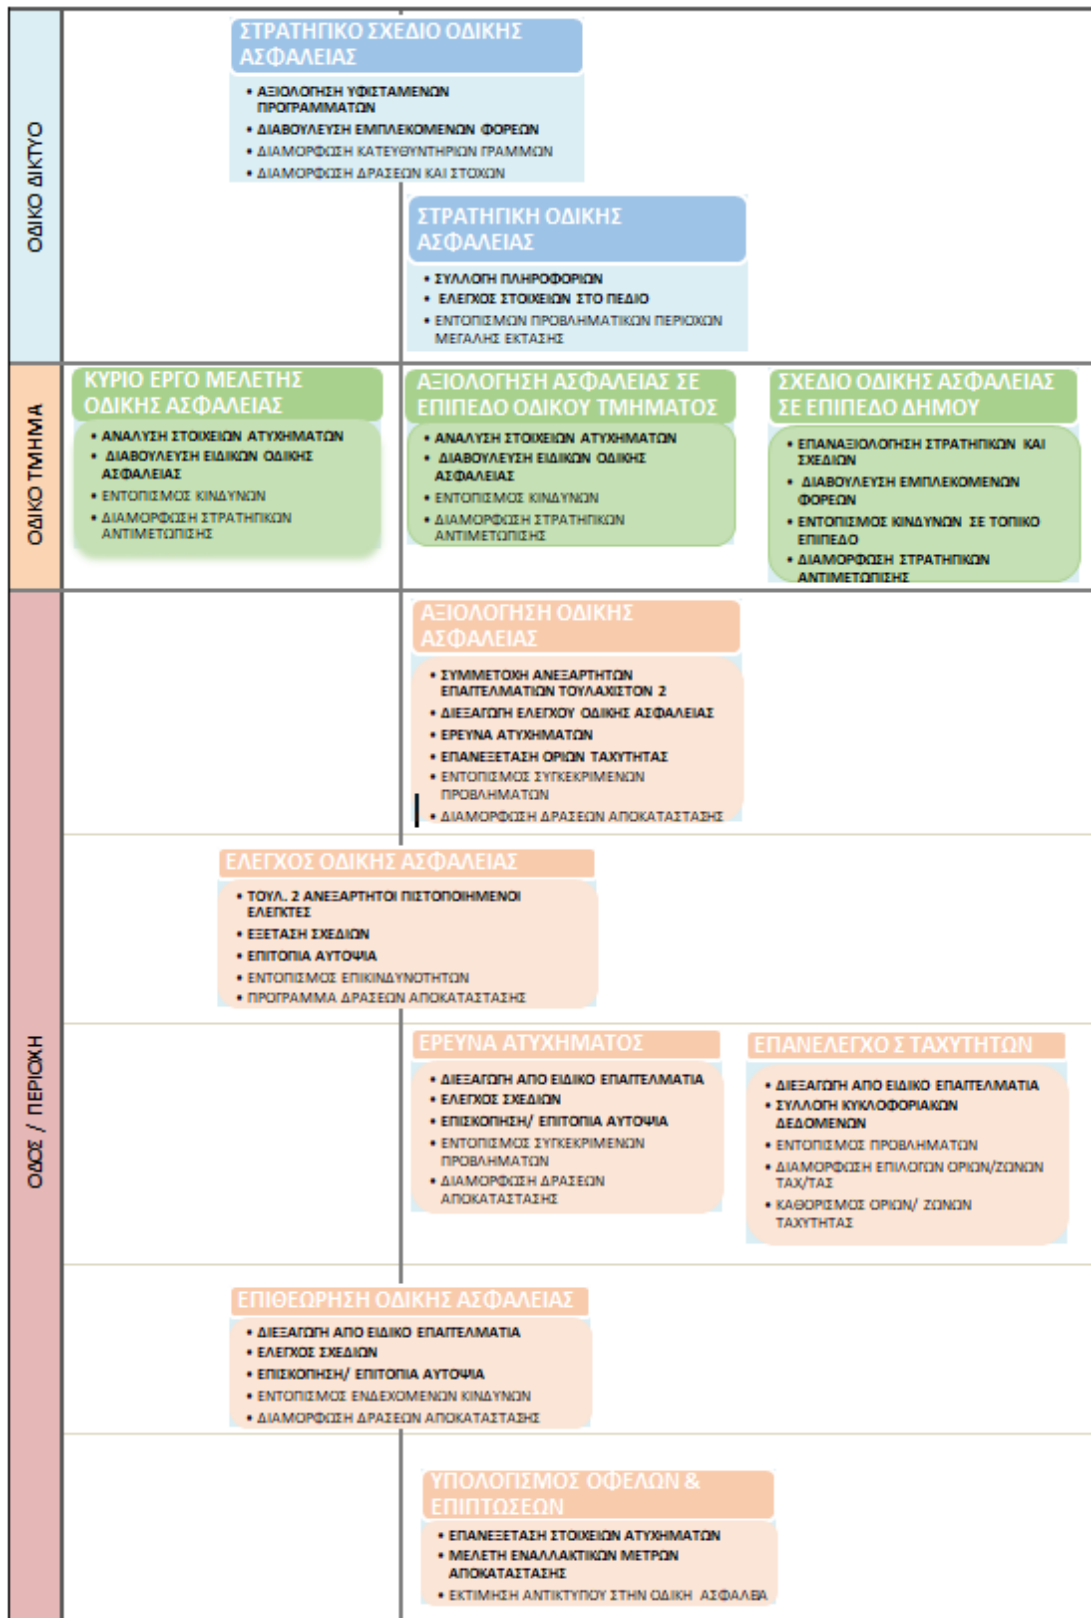 ΟΔΙΚΟ ΔΙΚΤΥΟ
ΣΤΡΑΤΗΓΙΚΟ ΣΧΕΔΙΟ ΟΔΙΚΗΣ
ΑΣΦΑΛΕΙΑΣ
• ΑΞΙΟΛΟΓΗΣΗ ΥΦΙΣΤΑΜΕΝΩΝ
ΠΡΟΓΡΑΜΜΑΤΩΝ
• ΔΙΑΒΟΥΛΕΥΣΗ ΕΜΠΛΕΚΟΜΕΝΩΝ ΦΟΡΕΩΝ
• ΔΙΑΜΟΡΦΩΣΗ ΚΑΤΕΥΘΥΝΤΗΡΙΩΝ ΓΡΑΜΜΩΝ
• ΔΙΑΜΟΡΦΩΣΗ ΔΡΑΣΕΩΝ ΚΑΙ ΣΤΟΧΩΝ
ΣΤΡΑΤΗΓΙΚΗ ΟΔΙΚΗΣ
ΑΣΦΑΛΕΙΑΣ
• ΣΥΛΛΟΓΗ ΠΛΗΡΟΦΟΡΙΩΝ
• ΕΛΕΓΧΟΣ ΣΤΟΙΧΕΙΩΝ ΣΤΟ ΠΕΔΙΟ
• ΕΝΤΟΠΙΣΜΩΝ ΠΡΟΒΛΗΜΑΤΙΚΩΝ ΠΕΡΙΟΧΩΝ
ΜΕΓΑΛΗΣ ΕΚΤΑΣΗΣ
ΟΔΙΚΟ ΤΜΗΜΑ
ΚΥΡΙΟ ΕΡΓΟ ΜΕΛΕΤΗΣ
ΟΔΙΚΗΣ ΑΣΦΑΛΕΙΑΣ
• ΑΝΑΛΥΣΗ ΣΤΟΙΧΕΙΩΝ ΑΤΥΧΗΜΑΤΩΝ
• ΔΙΑΒΟΥΛΕΥΣΗ ΕΙΔΙΚΩΝ ΟΔΙΚΗΣ
ΑΣΦΑΛΕΙΑΣ
• ΕΝΤΟΠΙΣΜΟΣ ΚΙΝΔΥΝΩΝ
• ΔΙΑΜΟΡΦΩΣΗ ΣΤΡΑΤΗΓΙΚΩΝ
ΑΝΤΙΜΕΤΩΠΙΣΗΣ
ΑΞΙΟΛΟΓΗΣΗ ΑΣΦΑΛΕΙΑΣ ΣΕ
ΕΠΙΠΕΔΟ ΟΔΙΚΟΥ ΤΜΗΜΑΤΟΣ
• ΑΝΑΛΥΣΗ ΣΤΟΙΧΕΙΩΝ ΑΤΥΧΗΜΑΤΩΝ
• ΔΙΑΒΟΥΛΕΥΣΗ ΕΙΔΙΚΩΝ ΟΔΙΚΗΣ
ΑΣΦΑΛΕΙΑΣ
• ΕΝΤΟΠΙΣΜΟΣ ΚΙΝΔΥΝΩΝ
• ΔΙΑΜΟΡΦΩΣΗ ΣΤΡΑΤΗΓΙΚΩΝ
ΑΝΤΙΜΕΤΩΠΙΣΗΣ
ΣΧΕΔΙΟ ΟΔΙΚΗΣ ΑΣΦΑΛΕΙΑΣ
ΣΕ ΕΠΙΠΕΔΟ ΔΗΜΟΥ
• ΕΠΑΝΑΞΙΟΛΟΓΗΣΗ ΣΤΡΑΤΗΓΙΚΩΝ ΚΑΙ
ΣΧΕΔΙΩΝ
• ΔΙΑΒΟΥΛΕΥΣΗ ΕΜΠΛΕΚΟΜΕΝΩΝ
ΦΟΡΕΩΝ
• ΕΝΤΟΠΙΣΜΟΣ ΚΙΝΔΥΝΩΝ ΣΕ ΤΟΠΙΚΟ
ΕΠΙΠΕΔΟ
• ΔΙΑΜΟΡΦΩΣΗ ΣΤΡΑΤΗΓΙΚΩΝ
ΑΝΤΙΜΕΤΩΠΙΣΗΣ
ΟΔΟΣ / ΠΕΡΙΟΧΗ
ΑΞΙΟΛΟΓΗΣΗ ΟΔΙΚΗΣ
ΑΣΦΑΛΕΙΑΣ
• ΣΥΜΜΕΤΟΧΗ ΑΝΕΞΑΡΤΗΤΩΝ
ΕΠΑΓΓΕΛΜΑΤΙΩΝ ΤΟΥΛΑΧΙΣΤΟΝ 2
• ΔΙΕΞΑΓΩΓΗ ΕΛΕΓΧΟΥ ΟΔΙΚΗΣ ΑΣΦΑΛΕΙΑΣ
• ΕΡΕΥΝΑ ΑΤΥΧΗΜΑΤΩΝ
• ΕΠΑΝΕΞΕΤΑΣΗ ΟΡΙΩΝ ΤΑΧΥΤΗΤΑΣ
• ΕΝΤΟΠΙΣΜΟΣ ΣΥΓΚΕΚΡΙΜΕΝΩΝ
ΠΡΟΒΛΗΜΑΤΩΝ
• ΔΙΑΜΟΡΦΩΣΗ ΔΡΑΣΕΩΝ ΑΠΟΚΑΤΑΣΤΑΣΗΣ
ΕΛΕΓΧΟΣ ΟΔΙΚΗΣ ΑΣΦΑΛΕΙΑΣ
• ΤΟΥΛ. 2 ΑΝΕΞΑΡΤΗΤΟΙ ΠΙΣΤΟΠΟΙΗΜΕΝΟΙ
ΕΛΕΓΚΤΕΣ
• ΕΞΕΤΑΣΗ ΣΧΕΔΙΩΝ
• ΕΠΙΤΟΠΙΑ ΑΥΤΟΨΙΑ
• ΕΝΤΟΠΙΣΜΟΣ ΕΠΙΚΙΝΔΥΝΟΤΗΤΩΝ
• ΠΡΟΓΡΑΜΜΑ ΔΡΑΣΕΩΝ ΑΠΟΚΑΤΑΣΤΑΣΗΣ
ΕΡΕΥΝΑ ΑΤΥΧΗΜΑΤΟΣ
• ΔΙΕΞΑΓΩΓΗ ΑΠΟ ΕΙΔΙΚΟ ΕΠΑΓΓΕΛΜΑΤΙΑ
• ΕΛΕΓΧΟΣ ΣΧΕΔΙΩΝ
• ΕΠΙΣΚΟΠΗΣΗ/ ΕΠΙΤΟΠΙΑ ΑΥΤΟΨΙΑ
• ΕΝΤΟΠΙΣΜΟΣ ΣΥΓΚΕΚΡΙΜΕΝΩΝ
ΠΡΟΒΛΗΜΑΤΩΝ
• ΔΙΑΜΟΡΦΩΣΗ ΔΡΑΣΕΩΝ
ΑΠΟΚΑΤΑΣΤΑΣΗΣ
ΕΠΑΝΕΛΕΓΧΟ Σ ΤΑΧΥΤΗΤΩΝ
• ΔΙΕΞΑΓΩΓΗ ΑΠΟ ΕΙΔΙΚΟ ΕΠΑΓΓΕΛΜΑΤΙΑ
• ΣΥΛΛΟΓΗ ΚΥΚΛΟΦΟΡΙΑΚΩΝ
ΔΕΔΟΜΕΝΩΝ
• ΕΝΤΟΠΙΣΜΟΣ ΠΡΟΒΛΗΜΑΤΩΝ
• ΔΙΑΜΟΡΦΩΣΗ ΕΠΙΛΟΓΩΝ ΟΡΙΩΝ/ΖΩΝΩΝ
ΤΑΧ/ΤΑΣ
• ΚΑΘΟΡΙΣΜΟΣ ΟΡΙΩΝ/ ΖΩΝΩΝ
ΤΑΧΥΤΗΤΑΣ
ΕΠΙΘΕΩΡΗΣΗ ΟΔΙΚΗΣ ΑΣΦΑΛΕΙΑΣ
• ΔΙΕΞΑΓΩΓΗ ΑΠΟ ΕΙΔΙΚΟ ΕΠΑΓΓΕΛΜΑΤΙΑ
• ΕΛΕΓΧΟΣ ΣΧΕΔΙΩΝ
• ΕΠΙΣΚΟΠΗΣΗ/ ΕΠΙΤΟΠΙΑ ΑΥΤΟΨΙΑ
• ΕΝΤΟΠΙΣΜΟΣ ΕΝΔΕΧΟΜΕΝΩΝ ΚΙΝΔΥΝΩΝ
• ΔΙΑΜΟΡΦΩΣΗ ΔΡΑΣΕΩΝ ΑΠΟΚΑΤΑΣΤΑΣΗΣ
ΥΠΟΛΟΓΙΣΜΟΣ ΟΦΕΛΩΝ &
ΕΠΙΠΤΩΣΕΩΝ
• ΕΠΑΝΕΞΕΤΑΣΗ ΣΤΟΙΧΕΙΩΝ ΑΤΥΧΗΜΑΤΩΝ
• ΜΕΛΕΤΗ ΕΝΑΛΛΑΚΤΙΚΩΝ ΜΕΤΡΩΝ
ΑΠΟΚΑΤΑΣΤΑΣΗΣ
• ΕΚΤΙΜΗΣΗ ΑΝΤΙΚΤΥΠΟΥ ΣΤΗΝ ΟΔΙΚΗ ΑΣΦΑΛΕΙΑ